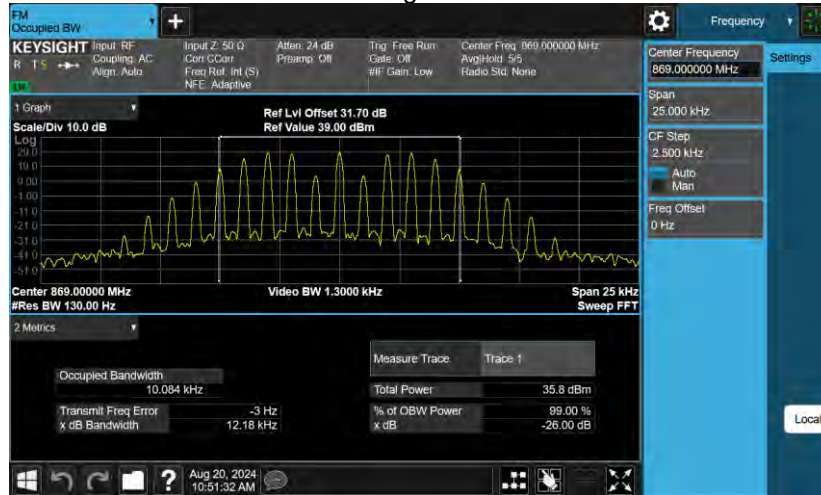 FM
Occupied BW
+
Frequency
KEYSIGHT
R T S
LXI
Input: RF
Coupling: AC
Align: Auto
Input Z: 50 Ω
Corr CCorr
Freq Ref: Int (S)
NFE: Adaptive
Atten: 24 dB
Preamp: Off
Trig: Free Run
Gate: Off
#IF Gain: Low
Center Freq: 869.000000 MHz
Avg|Hold: 5/5
Radio Std: None
1 Graph
Scale/Div 10.0 dB
Ref Lvl Offset 31.70 dB
Ref Value 39.00 dBm
Log
29.0
19.0
9.00
-1.00
-11.0
-21.0
-31.0
-41.0
-51.0
Center 869.00000 MHz
#Res BW 130.00 Hz
Video BW 1.3000 kHz
Span 25 kHz
Sweep FFT
2 Metrics
Measure Trace
Trace 1
Occupied Bandwidth
10.084 kHz
Total Power
35.8 dBm
Transmit Freq Error
-3 Hz
% of OBW Power
99.00 %
x dB Bandwidth
12.18 kHz
x dB
-26.00 dB
Center Frequency
869.000000 MHz
Settings
Span
25.000 kHz
CF Step
2.500 kHz
Auto
Man
Freq Offset
0 Hz
Local
?
Aug 20, 2024
10:51:32 AM